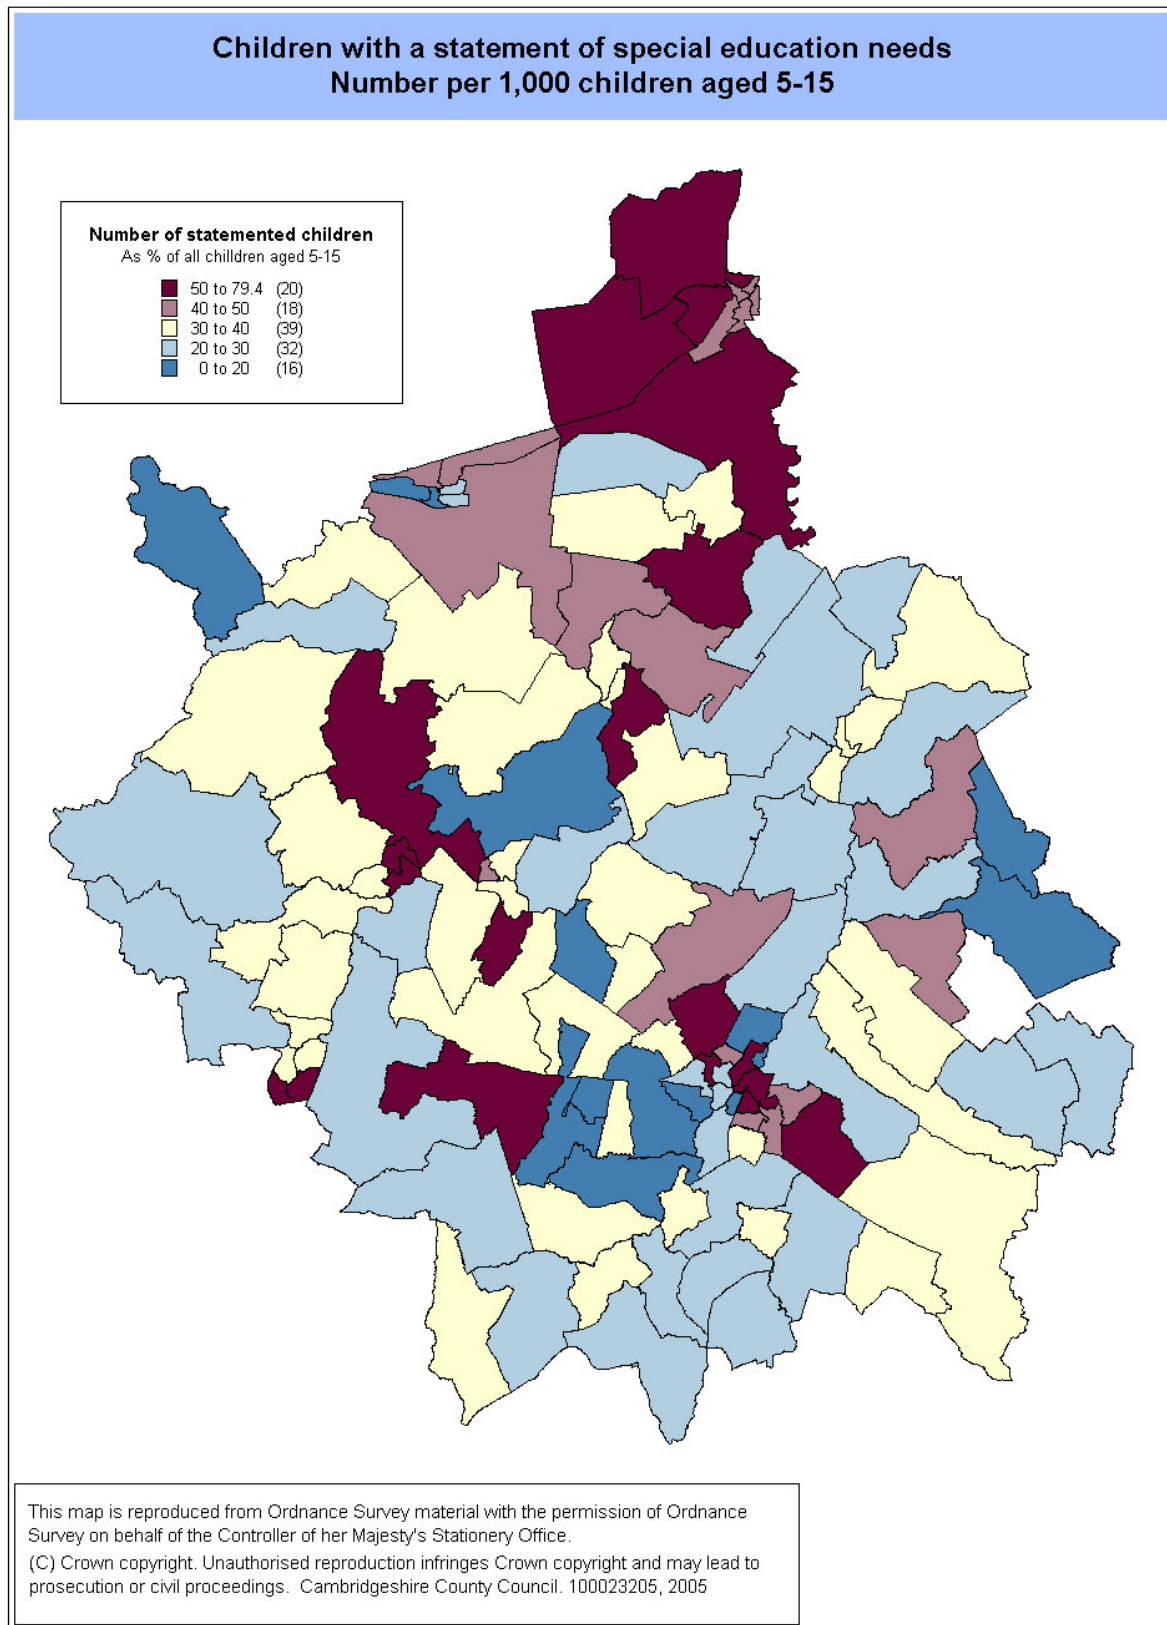 Children with a statement of special education needs
Number per 1,000 children aged 5-15
Number of statemented children
As % of all chilldren aged 5-15
50 to 79.4 (20)
40 to 50 (18)
30 to 40 (39)
20 to 30 (32)
0 to 20 (16)
This map is reproduced from Ordnance Survey material with the permission of Ordnance
Survey on behalf of the Controller of her Majesty's Stationery Office.
(C) Crown copyright. Unauthorised reproduction infringes Crown copyright and may lead to
prosecution or civil proceedings. Cambridgeshire County Council. 100023205, 2005